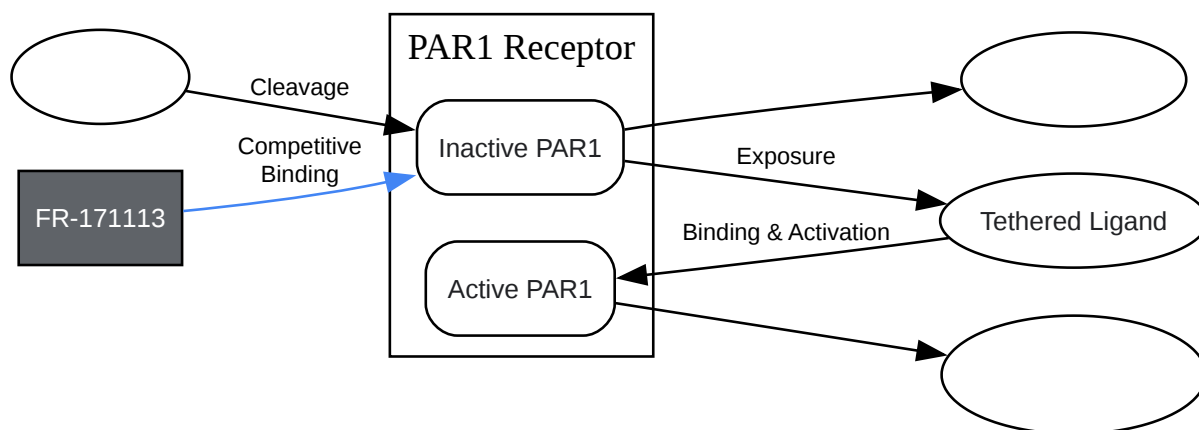 PAR1 Receptor
Cleavage
Inactive PAR1
Competitive
Binding
Exposure
FR-171113
Tethered Ligand
Binding & Activation
Active PAR1